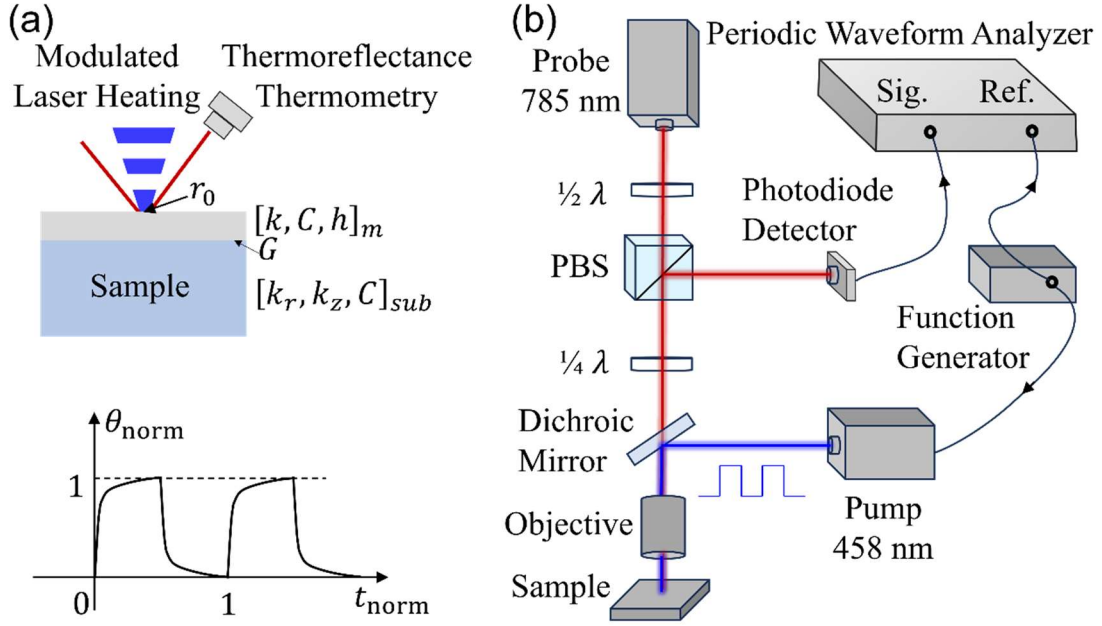 (a)
Modulated
Laser Heating
Thermoreflectance
Thermometry
r₀
[k, C, h]ₘ
G
Sample
[kᵣ, k_z, C]ₛᵤb
θₙₒᵣₘ
1
0
1
tₙₒᵣₘ
(b)
Periodic Waveform Analyzer
Probe
785 nm
Sig.
Ref.
½ λ
Photodiode
Detector
PBS
Function
Generator
¼ λ
Dichroic
Mirror
Objective
Pump
458 nm
Sample